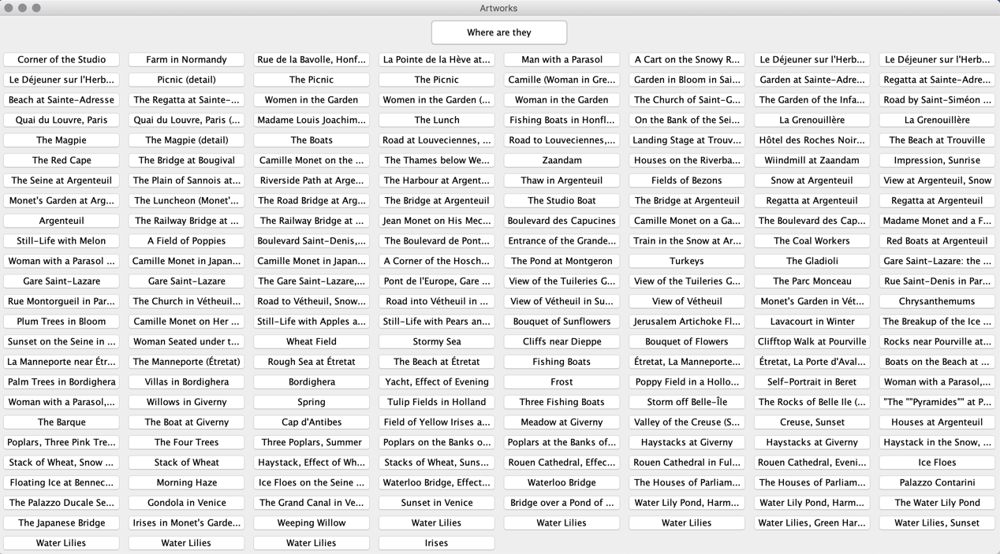 Artworks
Where are they
Corner of the Studio
Farm in Normandy
Rue de la Bavolle, Honf...
La Pointe de la Hève at...
Man with a Parasol
A Cart on the Snowy R...
Le Déjeuner sur l'Herb...
Le Déjeuner sur l'Herb...
Le Déjeuner sur l'Herb...
Picnic (detail)
The Picnic
The Picnic
Camille (Woman in Gre...
Garden in Bloom in Sai...
Garden at Sainte-Adre...
Regatta at Sainte-Adre...
Beach at Sainte-Adresse
The Regatta at Sainte-...
Women in the Garden
Women in the Garden (...
Woman in the Garden
The Church of Saint-G...
The Garden of the Infa...
Road by Saint-Siméon ...
Quai du Louvre, Paris
Quai du Louvre, Paris (...
Madame Louis Joachim...
The Lunch
Fishing Boats in Honfl...
On the Bank of the Sei...
La Grenouillère
La Grenouillère
The Magpie
The Magpie (detail)
The Boats
Road at Louveciennes, ...
Road to Louveciennes,...
Landing Stage at Trouv...
Hôtel des Roches Noir...
The Beach at Trouville
The Red Cape
The Bridge at Bougival
Camille Monet on the ...
The Thames below We...
Zaandam
Houses on the Riverba...
Wiindmill at Zaandam
Impression, Sunrise
The Seine at Argenteuil
The Plain of Sannois at...
Riverside Path at Arge...
The Harbour at Argent...
Thaw in Argenteuil
Fields of Bezons
Snow at Argenteuil
View at Argenteuil, Snow
Monet's Garden at Arg...
The Luncheon (Monet'...
The Road Bridge at Arg...
The Bridge at Argenteuil
The Studio Boat
The Bridge at Argenteuil
Regatta at Argenteuil
Regatta at Argenteuil
Argenteuil
The Railway Bridge at ...
The Railway Bridge at ...
Jean Monet on His Mec...
Boulevard des Capucines
Camille Monet on a Ga...
The Boulevard des Cap...
Madame Monet and a F...
Still-Life with Melon
A Field of Poppies
Boulevard Saint-Denis,...
The Boulevard de Pont...
Entrance of the Grande...
Train in the Snow at Ar...
The Coal Workers
Red Boats at Argenteuil
Woman with a Parasol ...
Camille Monet in Japan...
Camille Monet in Japan...
A Corner of the Hosch...
The Pond at Montgeron
Turkeys
The Gladioli
Gare Saint-Lazare: the ...
Gare Saint-Lazare
Gare Saint-Lazare
The Gare Saint-Lazare,...
Pont de l'Europe, Gare ...
View of the Tuileries G...
View of the Tuileries G...
The Parc Monceau
Rue Saint-Denis in Par...
Rue Montorgueil in Par...
The Church in Vétheuil...
Road to Vétheuil, Snow...
Road into Vétheuil in ...
View of Vétheuil in Su...
View of Vétheuil
Monet's Garden in Vét...
Chrysanthemums
Plum Trees in Bloom
Camille Monet on Her ...
Still-Life with Apples a...
Still-Life with Pears an...
Bouquet of Sunflowers
Jerusalem Artichoke Fl...
Lavacourt in Winter
The Breakup of the Ice ...
Sunset on the Seine in ...
Woman Seated under t...
Wheat Field
Stormy Sea
Cliffs near Dieppe
Bouquet of Flowers
Clifftop Walk at Pourville
Rocks near Pourville at...
La Manneporte near Étr...
The Manneporte (Étretat)
Rough Sea at Étretat
The Beach at Étretat
Fishing Boats
Étretat, La Manneporte...
Étretat, La Porte d'Aval...
Boats on the Beach at ...
Palm Trees in Bordighera
Villas in Bordighera
Bordighera
Yacht, Effect of Evening
Frost
Poppy Field in a Hollo...
Self-Portrait in Beret
Woman with a Parasol,...
Woman with a Parasol,...
Willows in Giverny
Spring
Tulip Fields in Holland
Three Fishing Boats
Storm off Belle-Île
The Rocks of Belle Ile (...
"The ""Pyramides"" at P...
The Barque
The Boat at Giverny
Cap d'Antibes
Field of Yellow Irises a...
Meadow at Giverny
Valley of the Creuse (S...
Creuse, Sunset
Houses at Argenteuil
Poplars, Three Pink Tre...
The Four Trees
Three Poplars, Summer
Poplars on the Banks o...
Poplars at the Banks of...
Haystacks at Giverny
Haystacks at Giverny
Haystack in the Snow, ...
Stack of Wheat, Snow ...
Stack of Wheat
Haystack, Effect of Wh...
Stacks of Wheat, Suns...
Rouen Cathedral, Effec...
Rouen Cathedral in Ful...
Rouen Cathedral, Eveni...
Ice Floes
Floating Ice at Bennec...
Morning Haze
Ice Floes on the Seine ...
Waterloo Bridge, Effect...
Waterloo Bridge
The Houses of Parliam...
The Houses of Parliam...
Palazzo Contarini
The Palazzo Ducale Se...
Gondola in Venice
The Grand Canal in Ve...
Sunset in Venice
Bridge over a Pond of ...
Water Lily Pond, Harm...
Water Lily Pond, Harm...
The Water Lily Pond
The Japanese Bridge
Irises in Monet's Garde...
Weeping Willow
Water Lilies
Water Lilies
Water Lilies
Water Lilies, Green Har...
Water Lilies, Sunset
Water Lilies
Water Lilies
Water Lilies
Irises